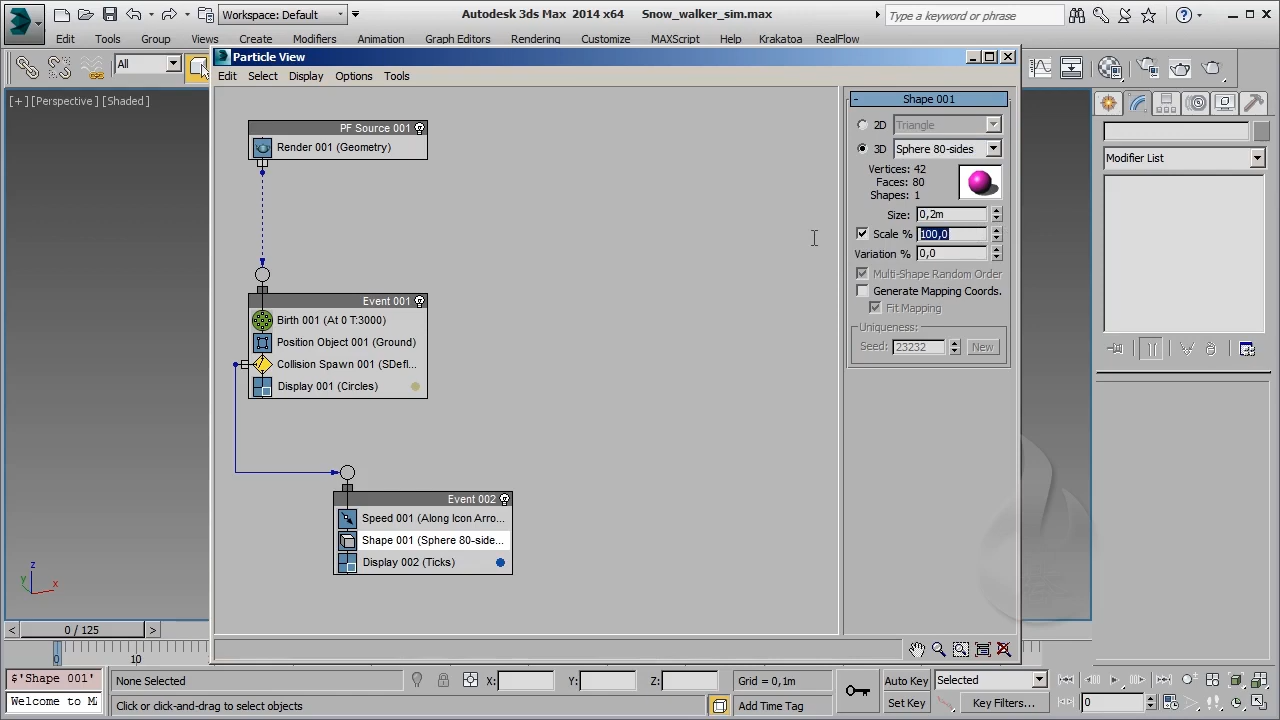 Workspace: Default
Autodesk 3ds Max 2014 x64 Snow_walker_sim.max
Type a keyword or phrase
Edit Tools Group Views Create Modifiers Animation Graph Editors Rendering Customize MAXScript Help Krakatoa RealFlow
All
Particle View
Edit Select Display Options Tools
[+][Perspective][Shaded]
PF Source 001
Render 001 (Geometry)
Event 001
Birth 001 (At 0 T:3000)
Position Object 001 (Ground)
Collision Spawn 001 (SDefl...
Display 001 (Circles)
Event 002
Speed 001 (Along Icon Arro...
Shape 001 (Sphere 80-side...
Display 002 (Ticks)
- Shape 001
2D Triangle
3D Sphere 80-sides
Vertices: 42
Faces: 80
Shapes: 1
Size: 0,2m
Scale % 100,0
Variation % 0,0
Multi-Shape Random Order
Generate Mapping Coords.
Fit Mapping
Uniqueness:
Seed: 23232 New
Modifier List
z
y x
< 0 / 125 >
0 10
$'Shape 001'
Welcome to M
None Selected
X: Y: Z:
Grid = 0,1m
Auto Key Selected
Click or click-and-drag to select objects
Add Time Tag
Set Key Key Filters...
0